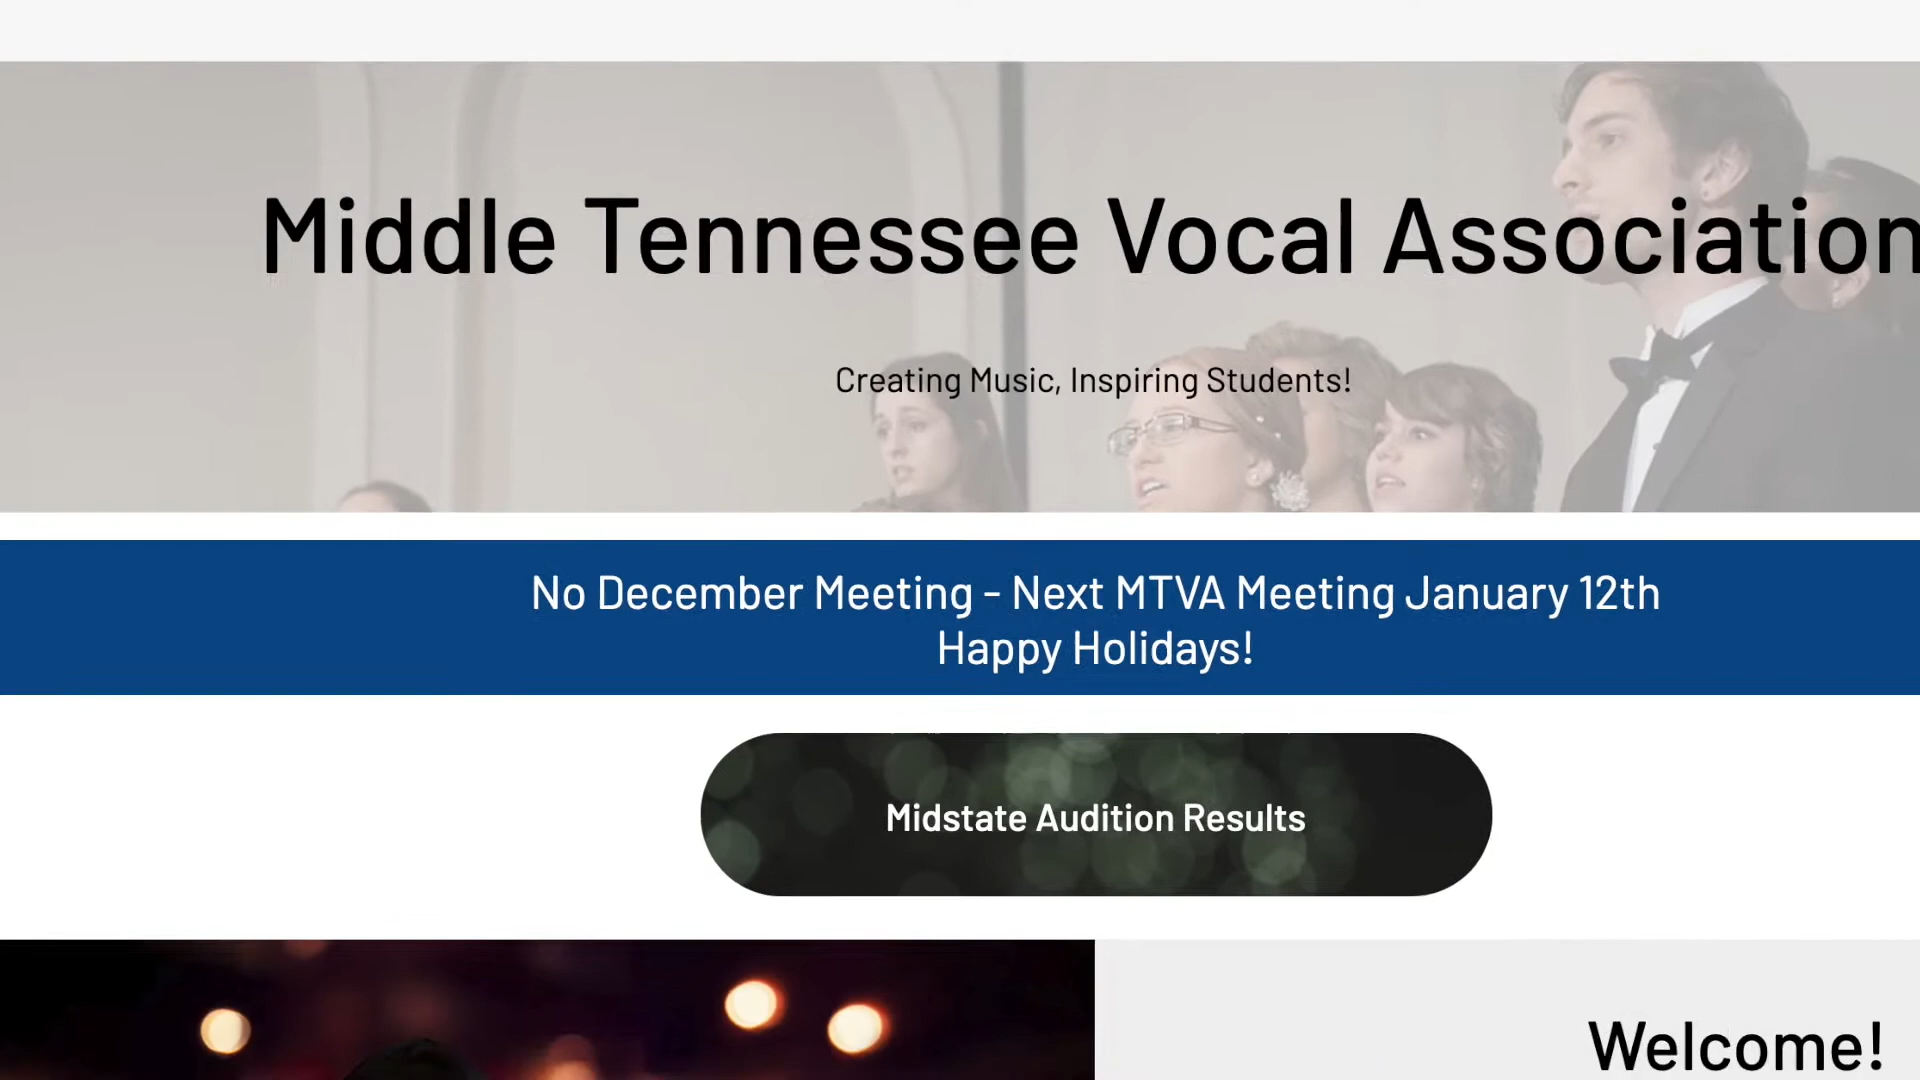 Middle Tennessee Vocal Association
Creating Music, Inspiring Students!
No December Meeting - Next MTVA Meeting January 12th
Happy Holidays!
Midstate Audition Results
Welcome!